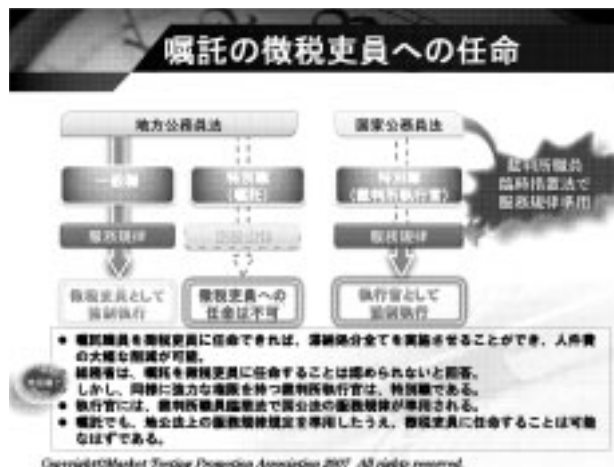 嘱託の徴税吏員への任命
地方公務員法
国家公務員法
一般職
特別職
（嘱託）
特別職
（裁判所執行官）
裁判所職員
臨時措置法で
服務規律準用
服務規律
服務規律
徴税吏員として
強制執行
徴税吏員への
任命は不可
執行官として
強制執行
● 嘱託職員を徴税吏員に任命できれば、滞納処分全てを実施させることができ、人件費
の大幅な削減が可能。
総務省は、嘱託を徴税吏員に任命することは認められないと回答。
しかし、同様に強力な権限を持つ裁判所執行官は、特別職である。
● 執行官には、裁判所職員臨措法で国公法の服務規律が準用される。
● 嘱託でも、地公法上の服務規律規定を準用したうえ、徴税吏員に任命することは可能
なはずである。
Copyright©Market Testing Promotion Association 2007 All rights reserved.